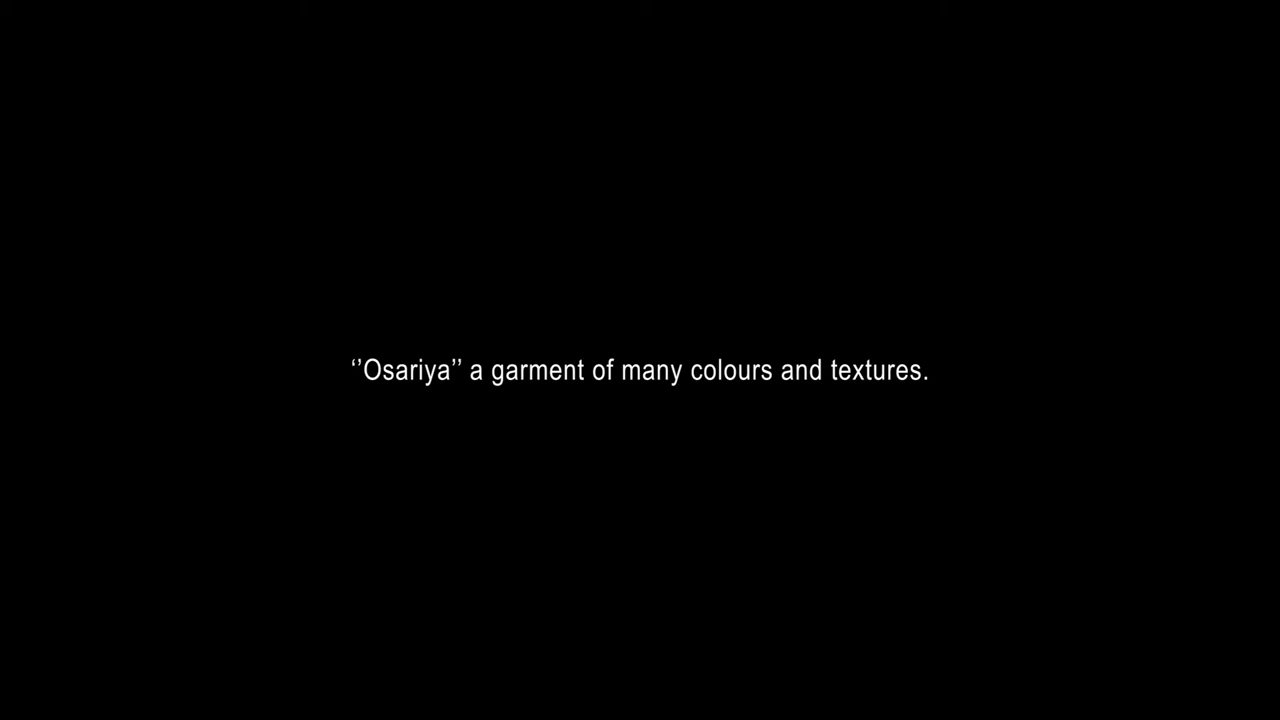 ‘’Osariya’’ a garment of many colours and textures.